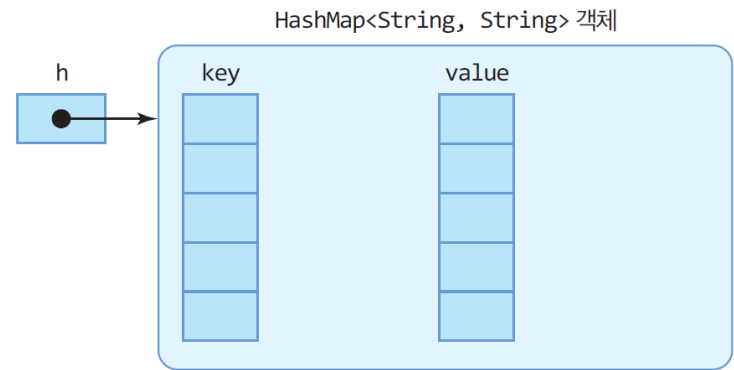 HashMap<String, String> 객체
h
key
value